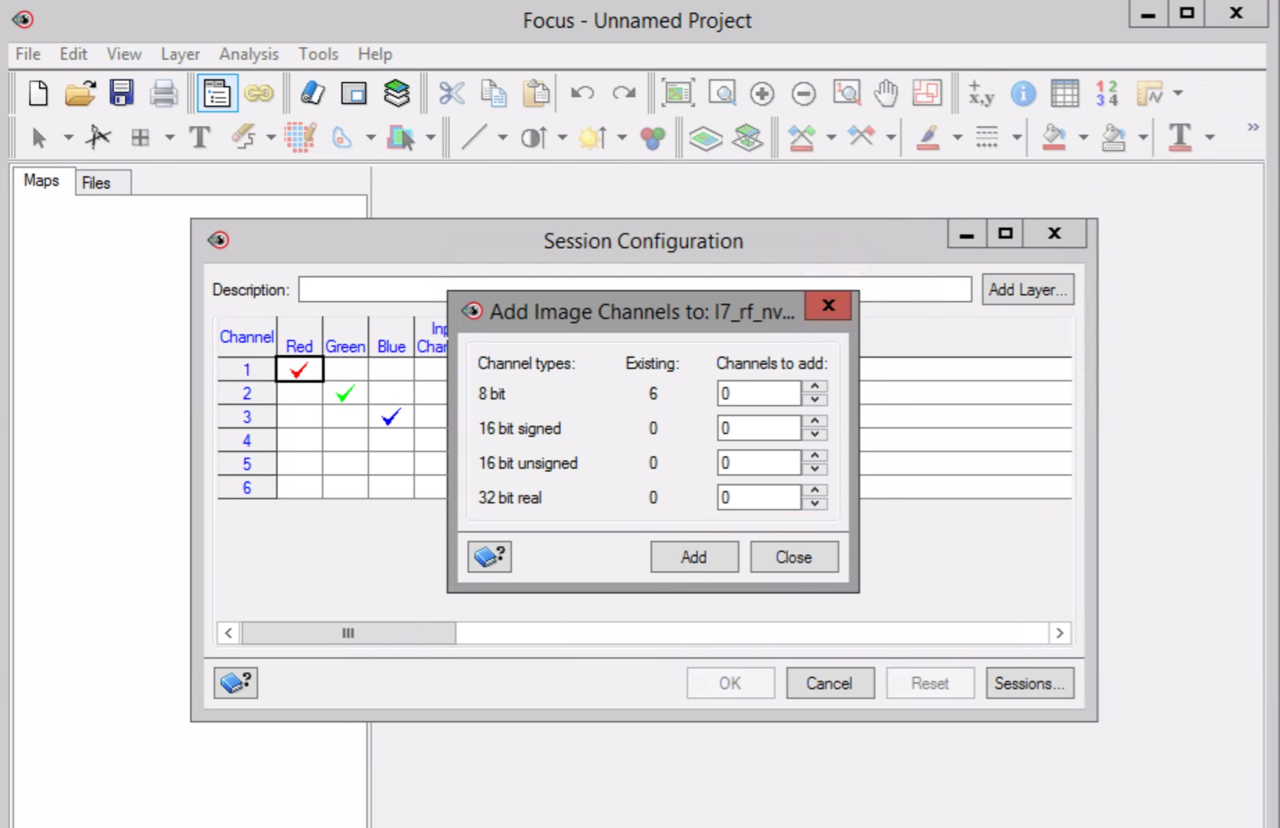 Focus - Unnamed Project
File Edit View Layer Analysis Tools Help
+ x,y i 1 2 3 4
T T »
Maps Files
Session Configuration
Description: Add Layer...
Add Image Channels to: l7_rf_nv...
Channel Red Green Blue
Channel types: Existing: Channels to add:
8 bit 6 0
16 bit signed 0 0
16 bit unsigned 0 0
32 bit real 0 0
1
2
3
4
5
6
? Add Close
? OK Cancel Reset Sessions...